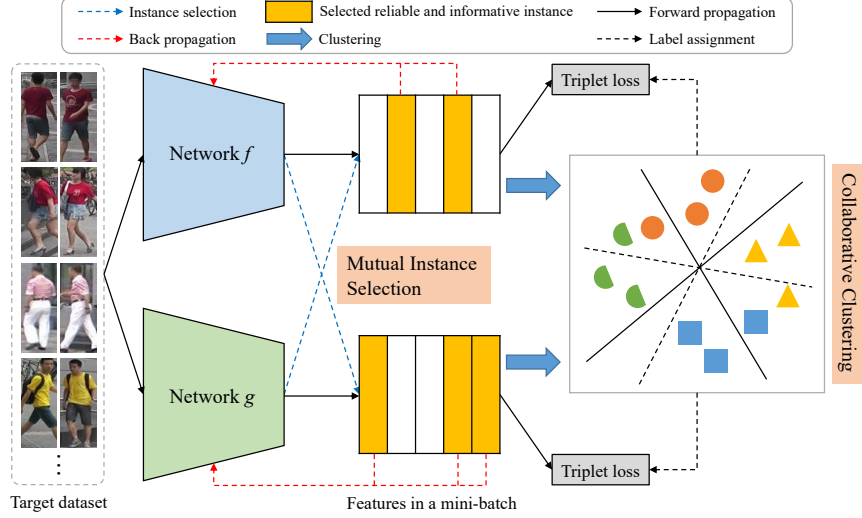 Instance selection
Selected reliable and informative instance
Forward propagation
Back propagation
Clustering
Label assignment
Triplet loss
Network f
Mutual Instance
Selection
Collaborative Clustering
Network g
Triplet loss
Target dataset
Features in a mini-batch